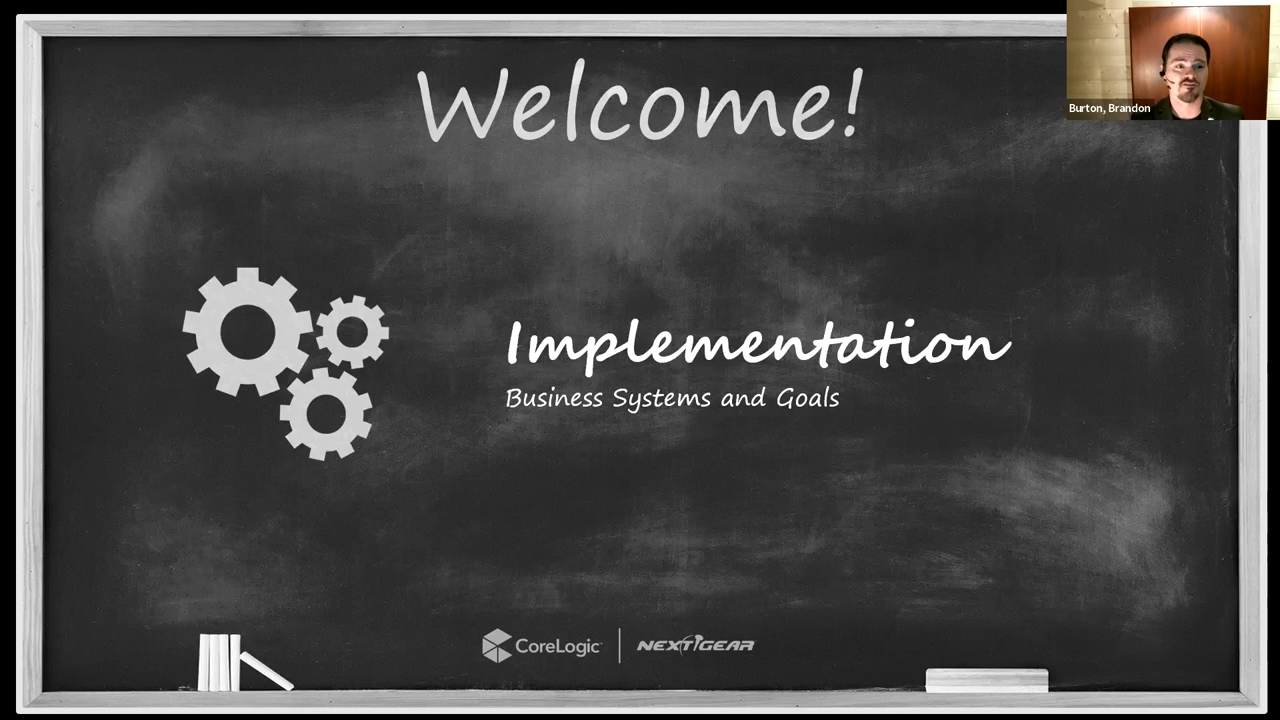 Welcome!
Burton, Brandon
Implementation
Business Systems and Goals
CoreLogic
NEXTGEAR